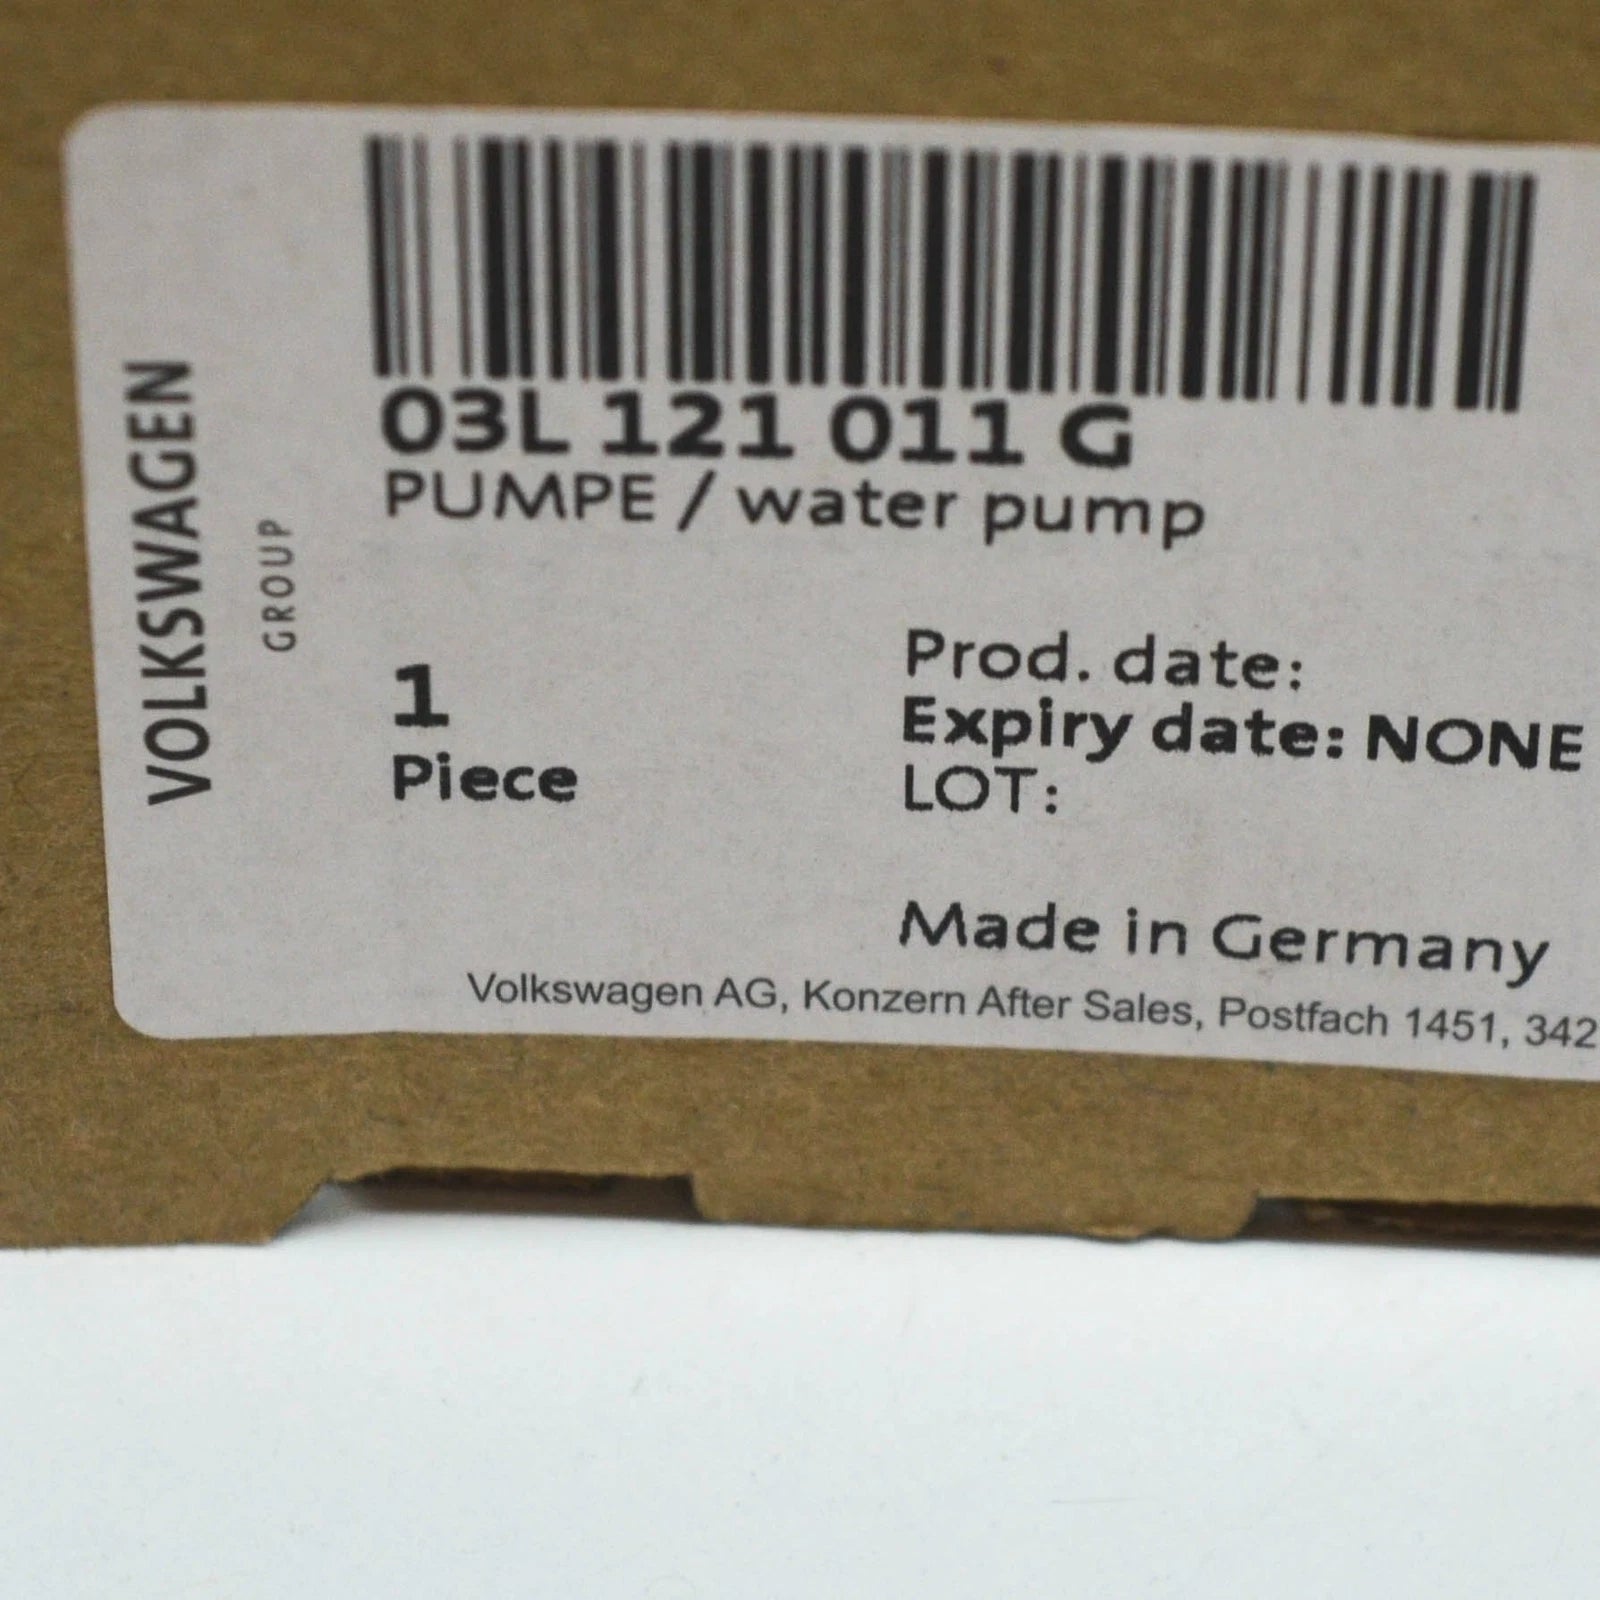 VOLKSWAGEN
GROUP
03L 121 011 G
PUMPE / water pump
1
Piece
Prod. date:
Expiry date: NONE
LOT:
Made in Germany
Volkswagen AG, Konzern After Sales, Postfach 1451, 342